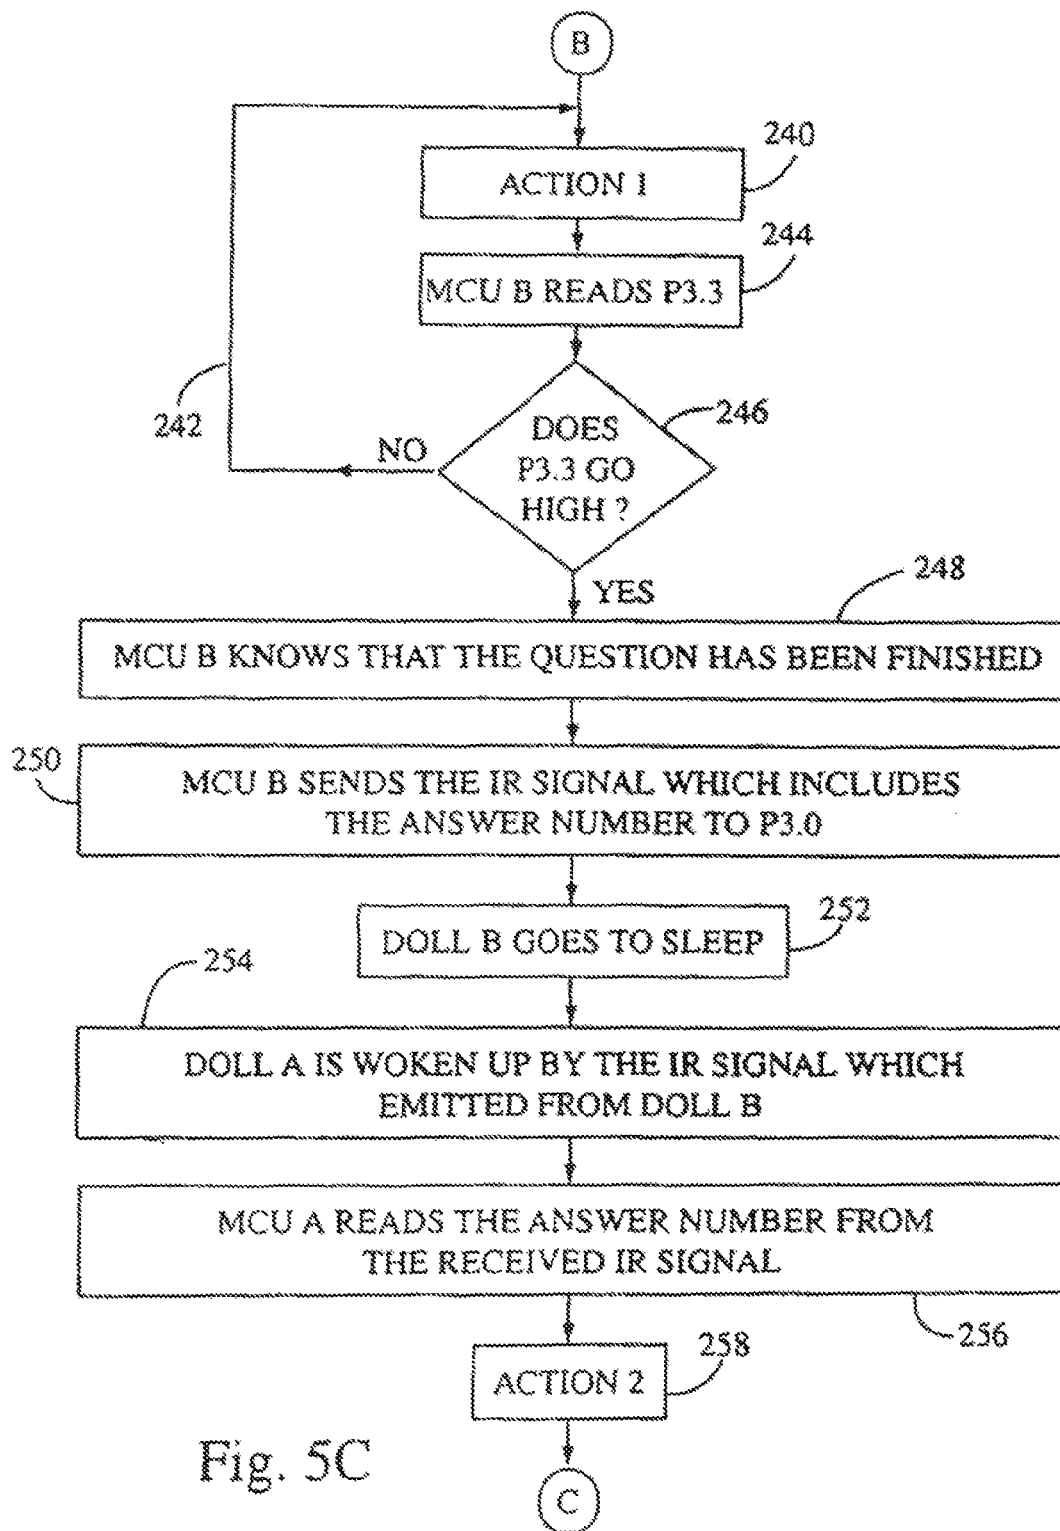 B
240
ACTION 1
244
MCU B READS P3.3
246
DOES
P3.3 GO
HIGH ?
242
NO
YES
248
MCU B KNOWS THAT THE QUESTION HAS BEEN FINISHED
250
MCU B SENDS THE IR SIGNAL WHICH INCLUDES
THE ANSWER NUMBER TO P3.0
252
DOLL B GOES TO SLEEP
254
DOLL A IS WOKEN UP BY THE IR SIGNAL WHICH
EMITTED FROM DOLL B
MCU A READS THE ANSWER NUMBER FROM
THE RECEIVED IR SIGNAL
256
258
ACTION 2
Fig. 5C
C